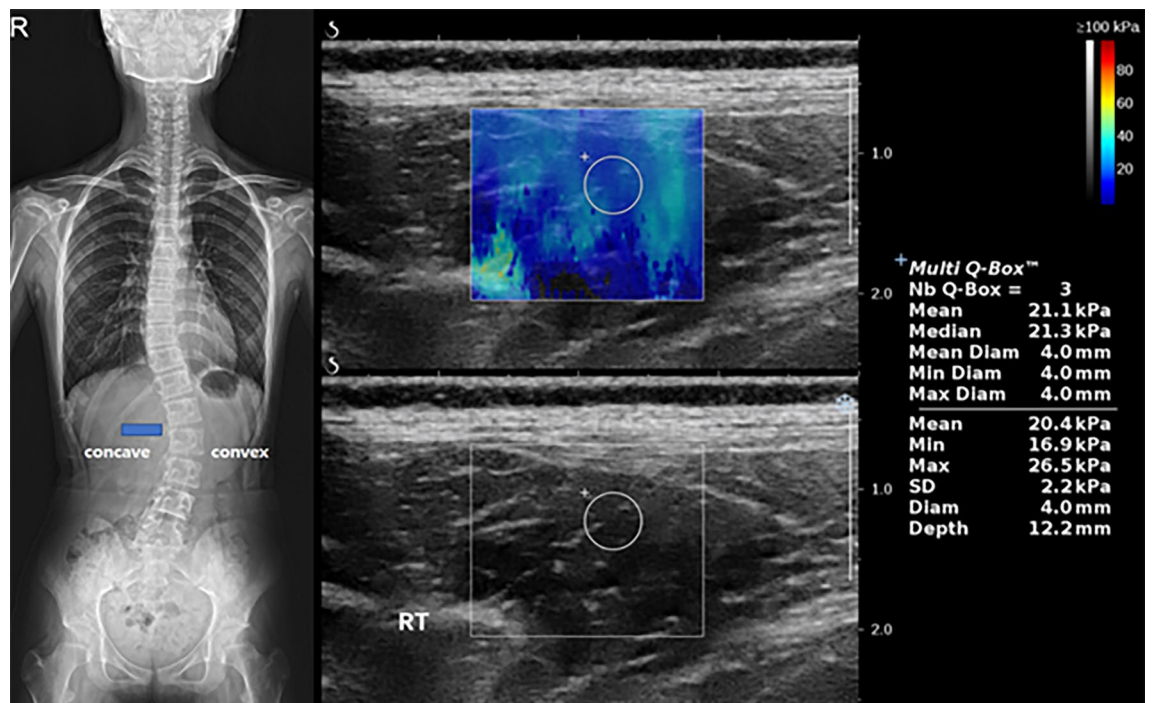 R
concave
convex
1.0
2.0
1.0
2.0
RT
≥100 kPa
80
60
40
20
+ Multi Q-Box™
Nb Q-Box = 3
Mean 21.1 kPa
Median 21.3 kPa
Mean Diam 4.0 mm
Min Diam 4.0 mm
Max Diam 4.0 mm
Mean 20.4 kPa
Min 16.9 kPa
Max 26.5 kPa
SD 2.2 kPa
Diam 4.0 mm
Depth 12.2 mm